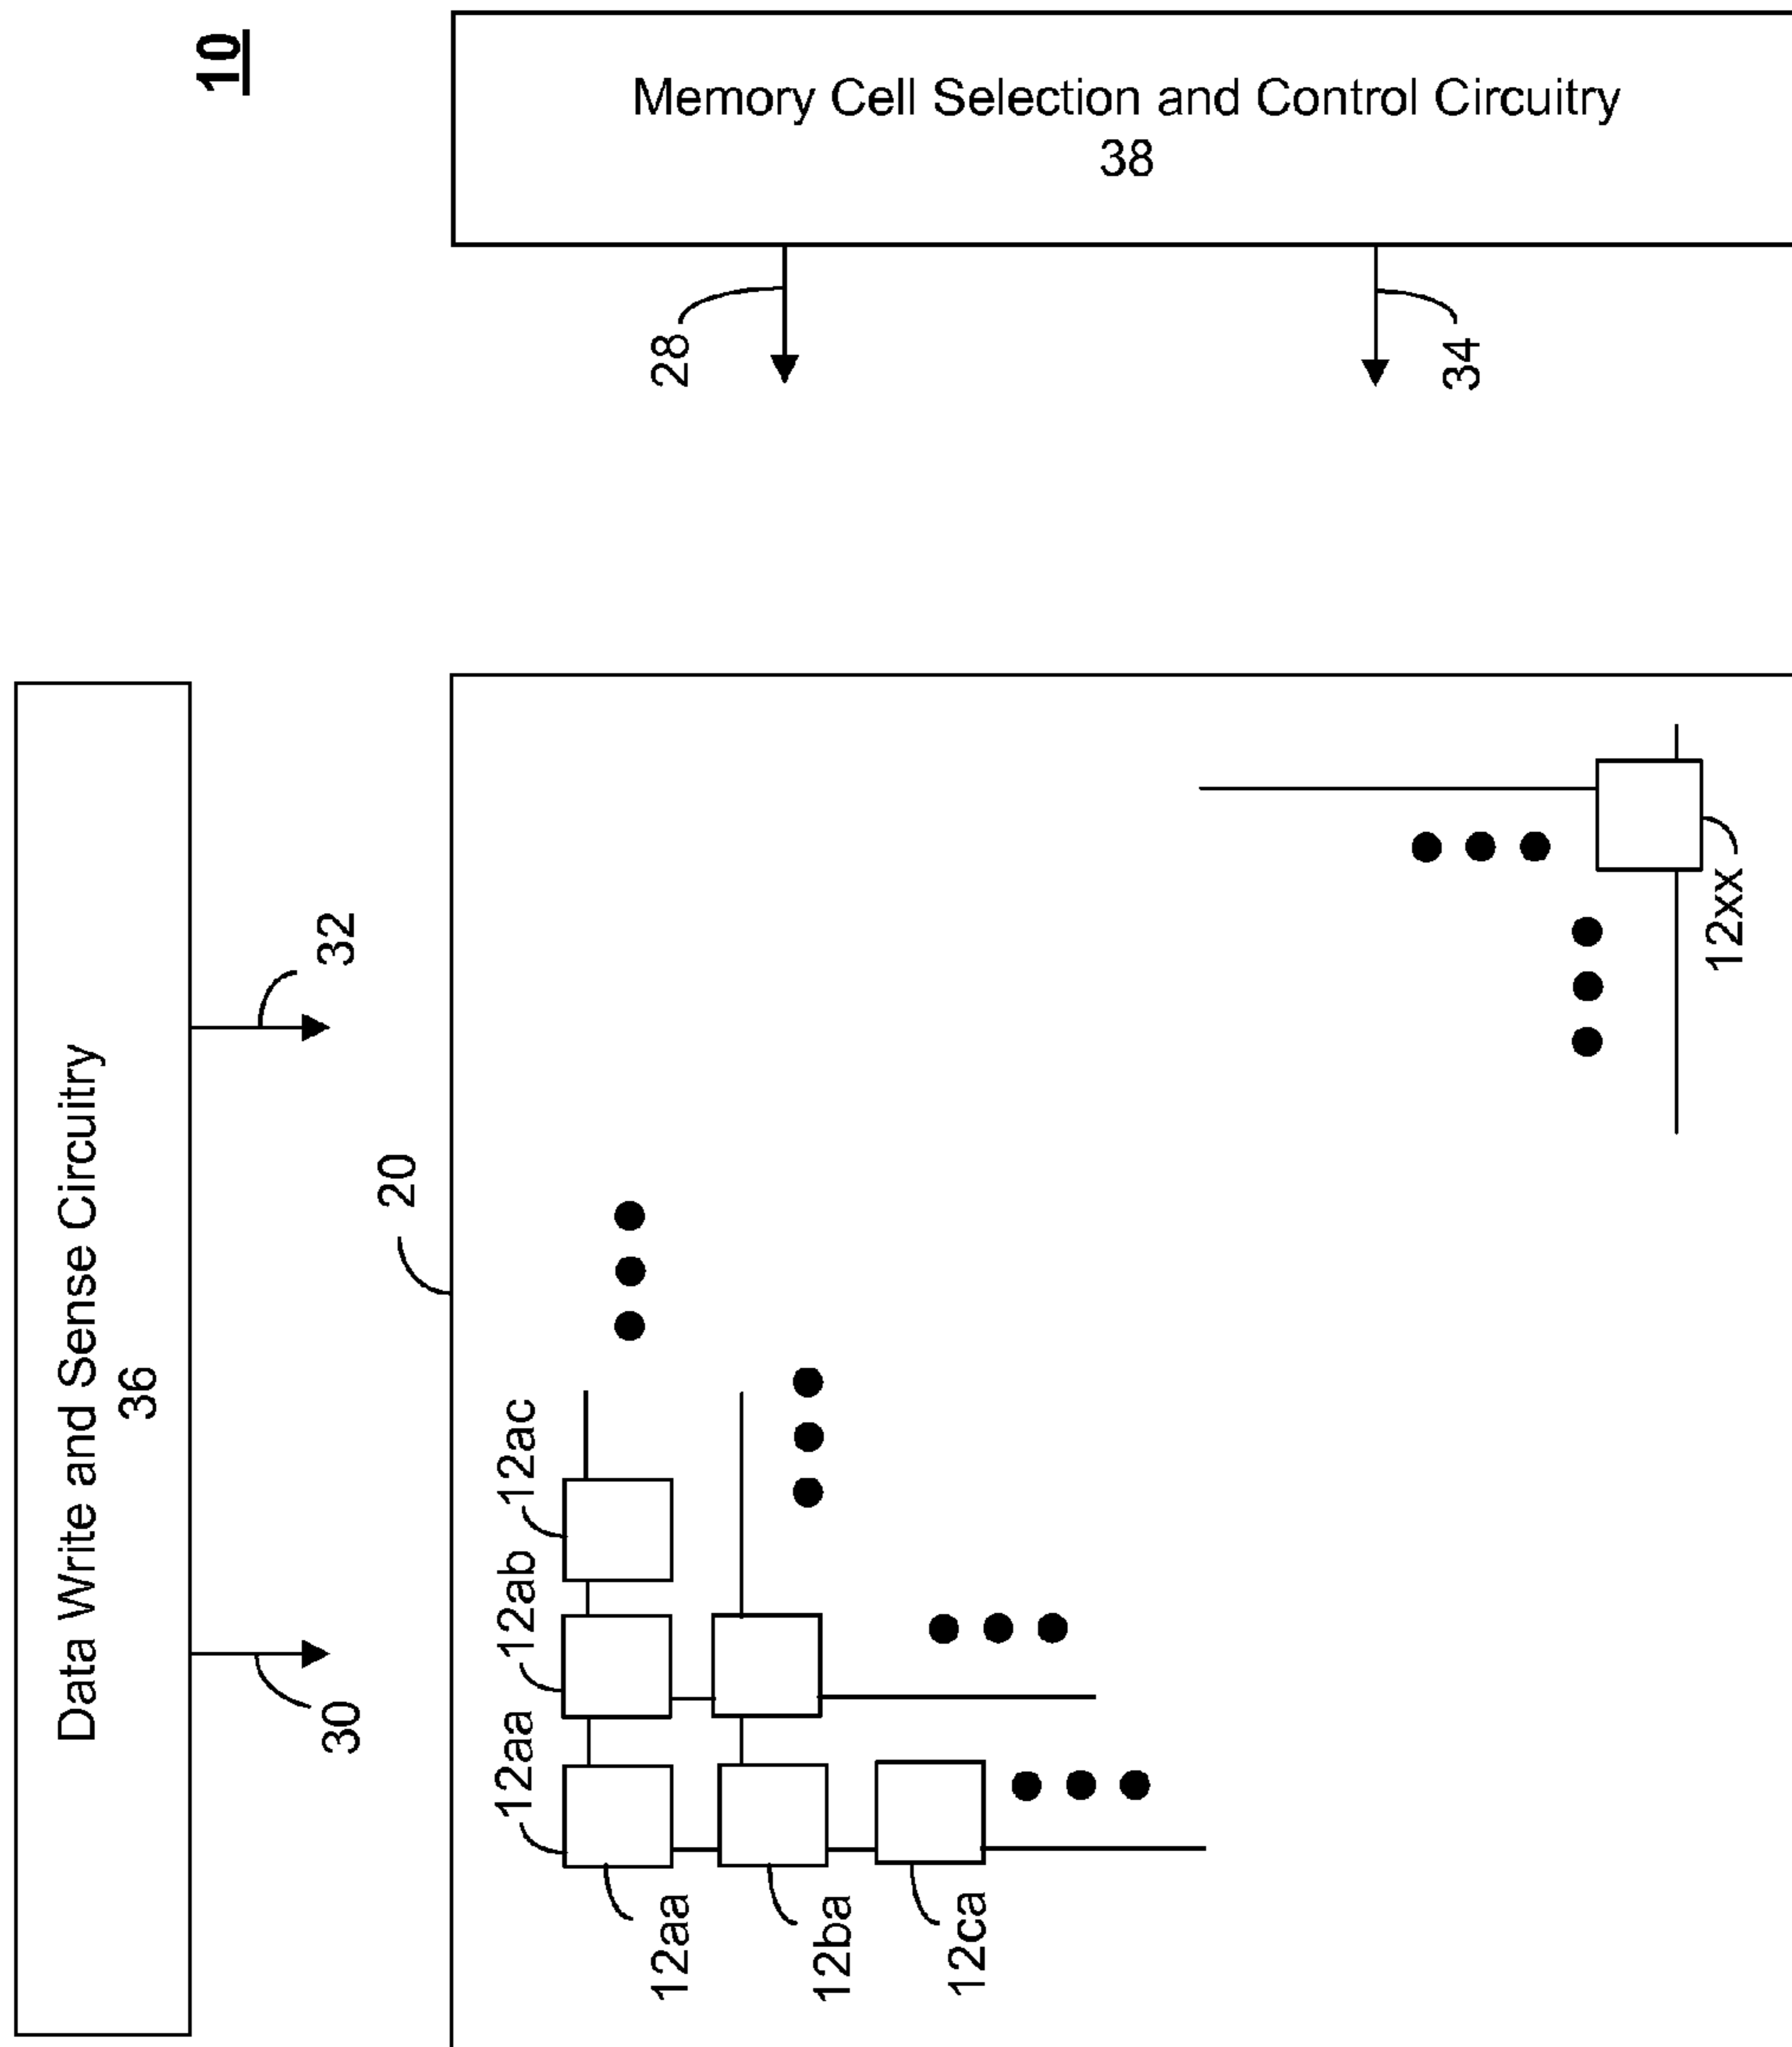 10
Memory Cell Selection and Control Circuitry
38
28
34
Data Write and Sense Circuitry
36
30
32
20
12aa
12ab
12ac
12aa
12ba
12ca
12xx